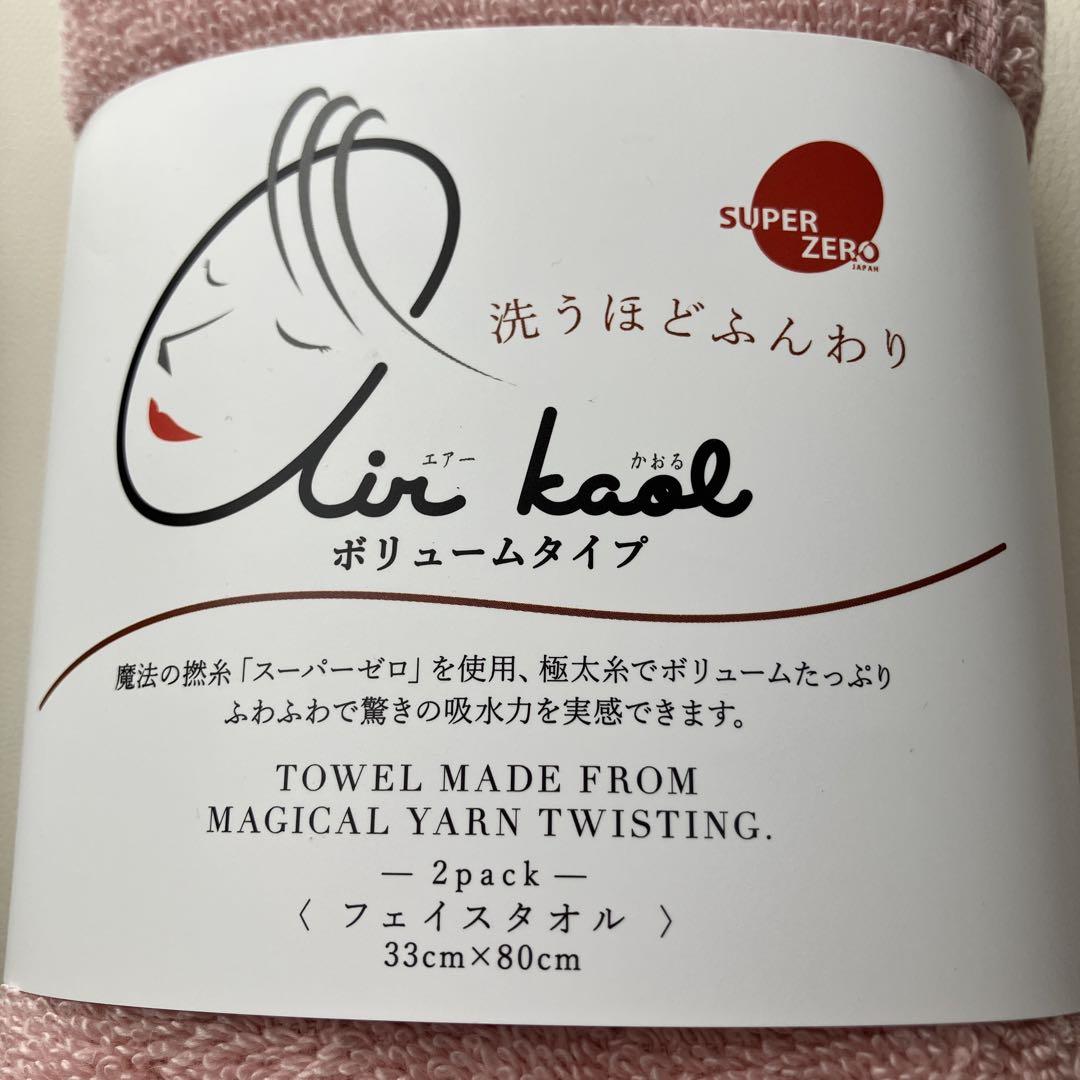 SUPER
ZERO
JAPAN
洗うほどふんわり
エアー かおる
Air kaol
ボリュームタイプ
魔法の撚糸「スーパーゼロ」を使用、極太糸でボリュームたっぷり
ふわふわで驚きの吸水力を実感できます。
TOWEL MADE FROM
MAGICAL YARN TWISTING.
— 2pack —
〈 フェイスタオル 〉
33cm×80cm